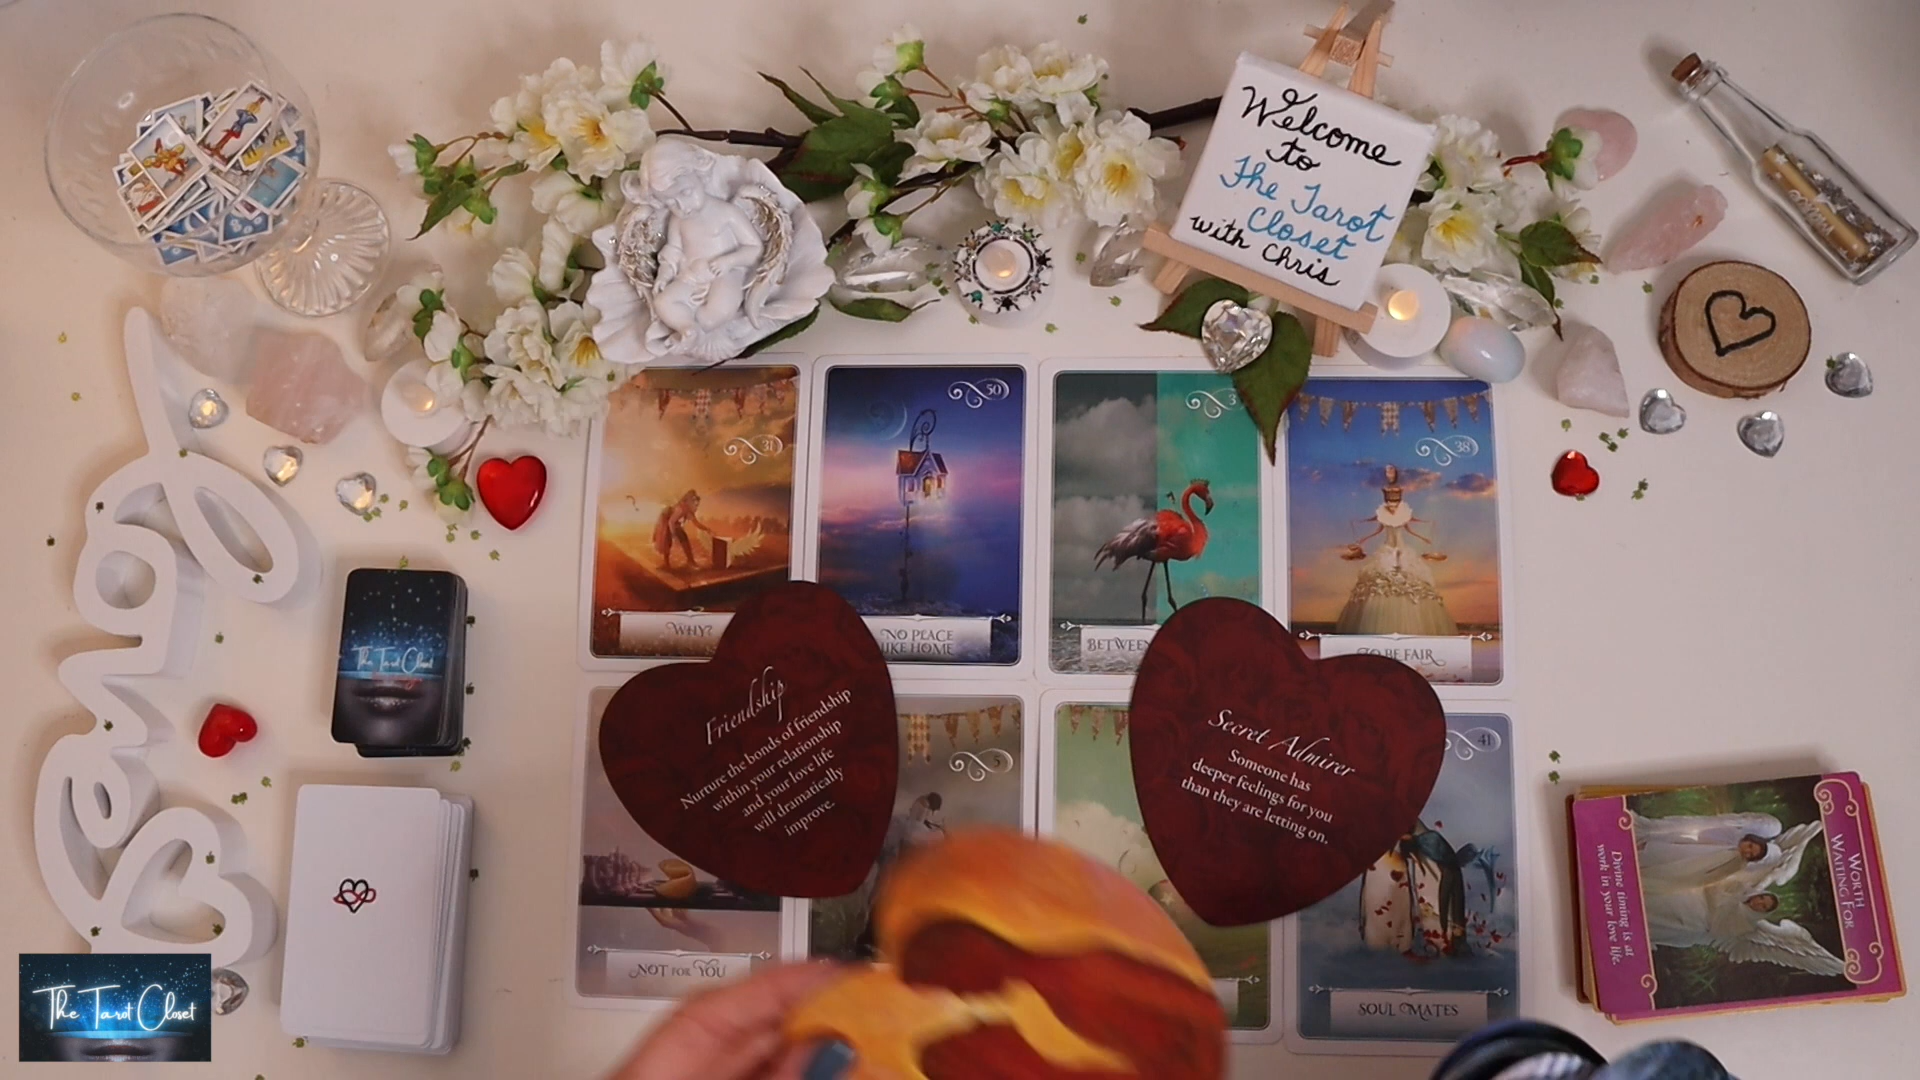 Welcome
to
The Tarot
Closet
with Chris
31
WHY?
50
NO PLACE
LIKE HOME
3
BETWEEN
38
TO BE FAIR
Friendship
Nurture the bonds of friendship
within your relationship
and your love life
will dramatically
improve.
Secret Admirer
Someone has
deeper feelings for you
than they are letting on.
NOT FOR YOU
5
41
SOUL MATES
The Tarot Closet
WORTH
WAITING FOR
Divine timing is at
work in your love life.
The Tarot Closet